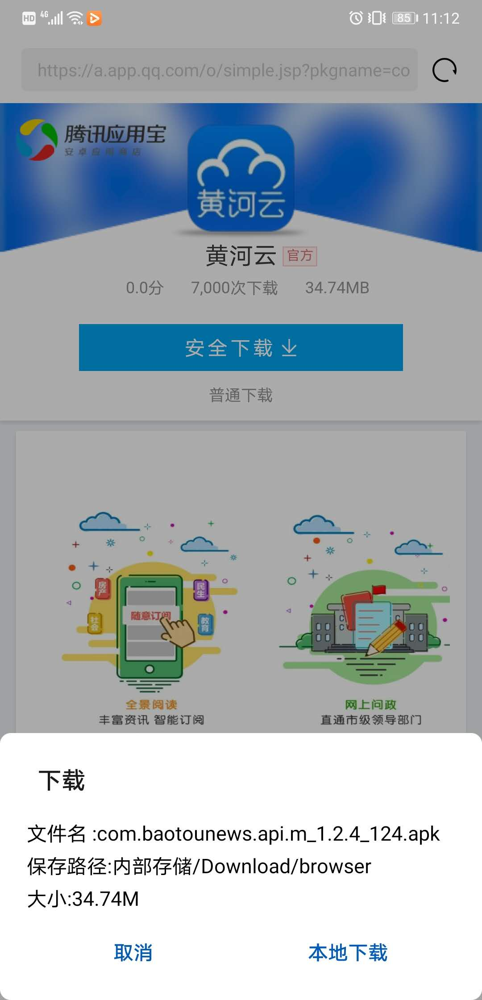 HD 4G 85 11:12
https://a.app.qq.com/o/simple.jsp?pkgname=co
腾讯应用宝
安卓应用商店
黄河云
黄河云 官方
0.0分 7,000次下载 34.74MB
安全下载
普通下载
房产
民生
随意订阅
社会
教育
全景阅读
丰富资讯 智能订阅
网上问政
直通市级领导部门
下载
文件名 :com.baotounews.api.m_1.2.4_124.apk
保存路径:内部存储/Download/browser
大小:34.74M
取消 本地下载